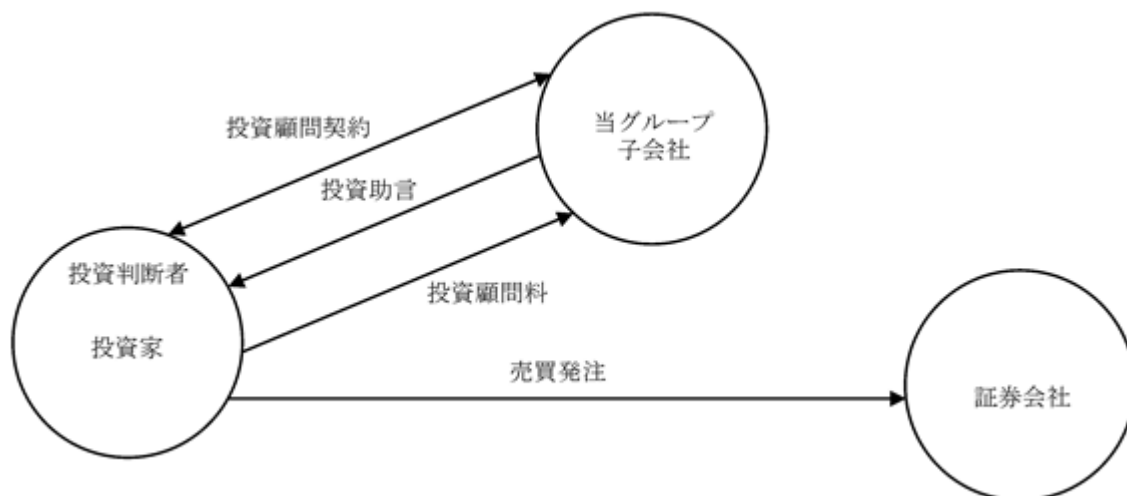 当グループ
子会社
投資顧問契約
投資助言
投資判断者
投資顧問料
投資家
売買発注
証券会社